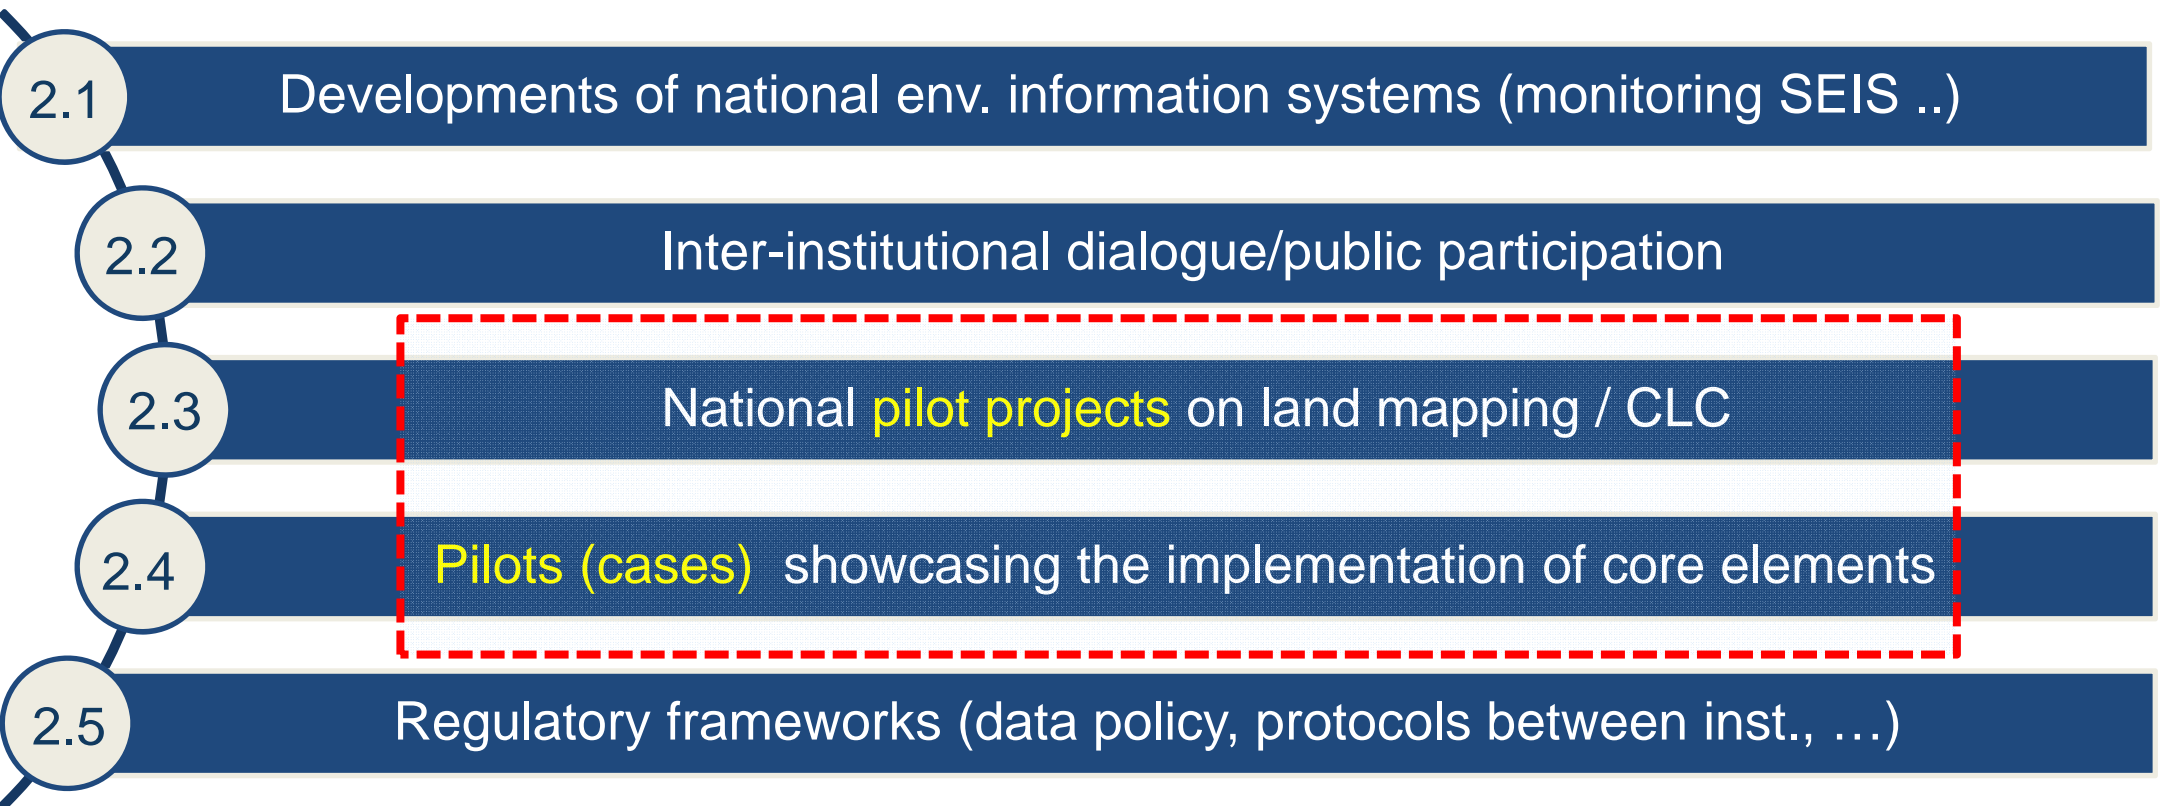 2.1
Developments of national env. information systems (monitoring SEIS ..)
2.2
Inter-institutional dialogue/public participation
2.3
National pilot projects on land mapping / CLC
2.4
Pilots (cases) showcasing the implementation of core elements
2.5
Regulatory frameworks (data policy, protocols between inst., …)